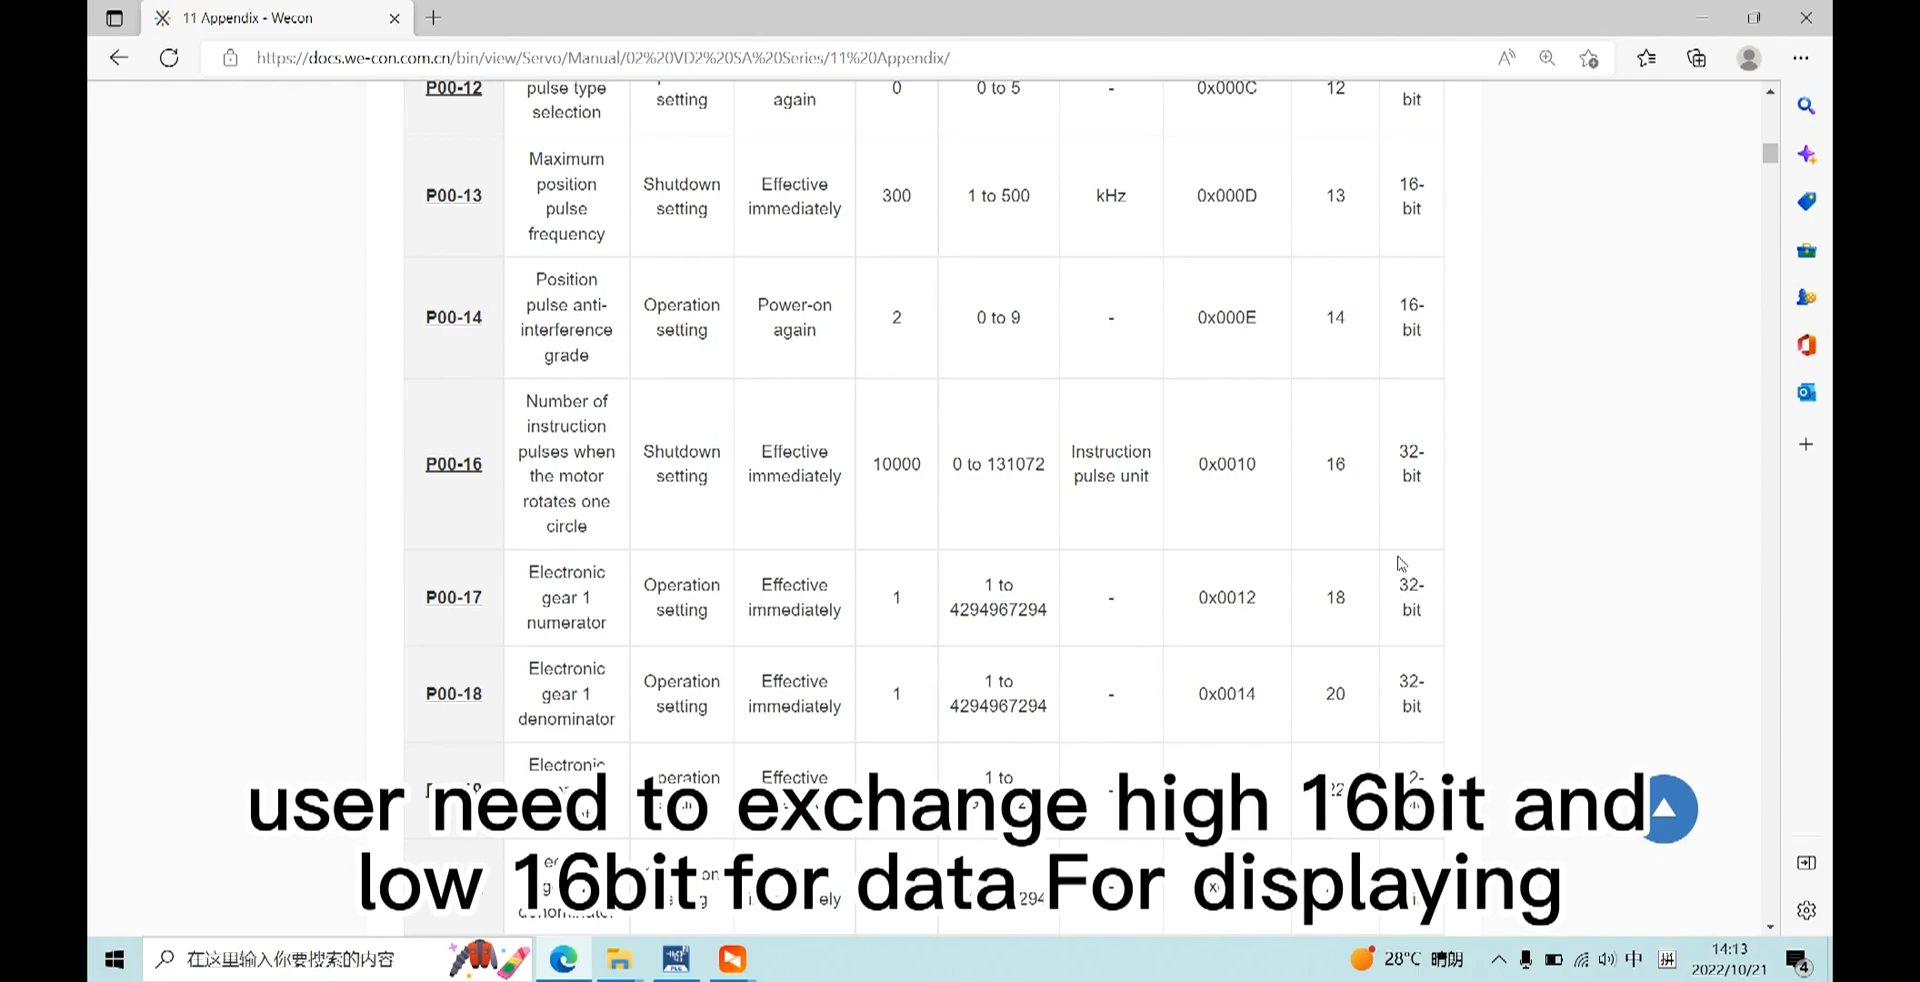 11 Appendix - Wecon
https://docs.we-con.com.cn/bin/view/Servo/Manual/02%20VD2%20SA%20Series/11%20Appendix/
P00-12 pulse type selection setting again 0 0 to 5 - 0x000C 12 bit
P00-13 Maximum position pulse frequency Shutdown setting Effective immediately 300 1 to 500 kHz 0x000D 13 16-bit
P00-14 Position pulse anti-interference grade Operation setting Power-on again 2 0 to 9 - 0x000E 14 16-bit
P00-16 Number of instruction pulses when the motor rotates one circle Shutdown setting Effective immediately 10000 0 to 131072 Instruction pulse unit 0x0010 16 32-bit
P00-17 Electronic gear 1 numerator Operation setting Effective immediately 1 1 to 4294967294 - 0x0012 18 32-bit
P00-18 Electronic gear 1 denominator Operation setting Effective immediately 1 1 to 4294967294 - 0x0014 20 32-bit
Electronic Effective 1 to
user need to exchange high 16bit and
low 16bit for data For displaying
在这里输入你要搜索的内容
28°C 晴朗
中
拼
14:13
2022/10/21
4